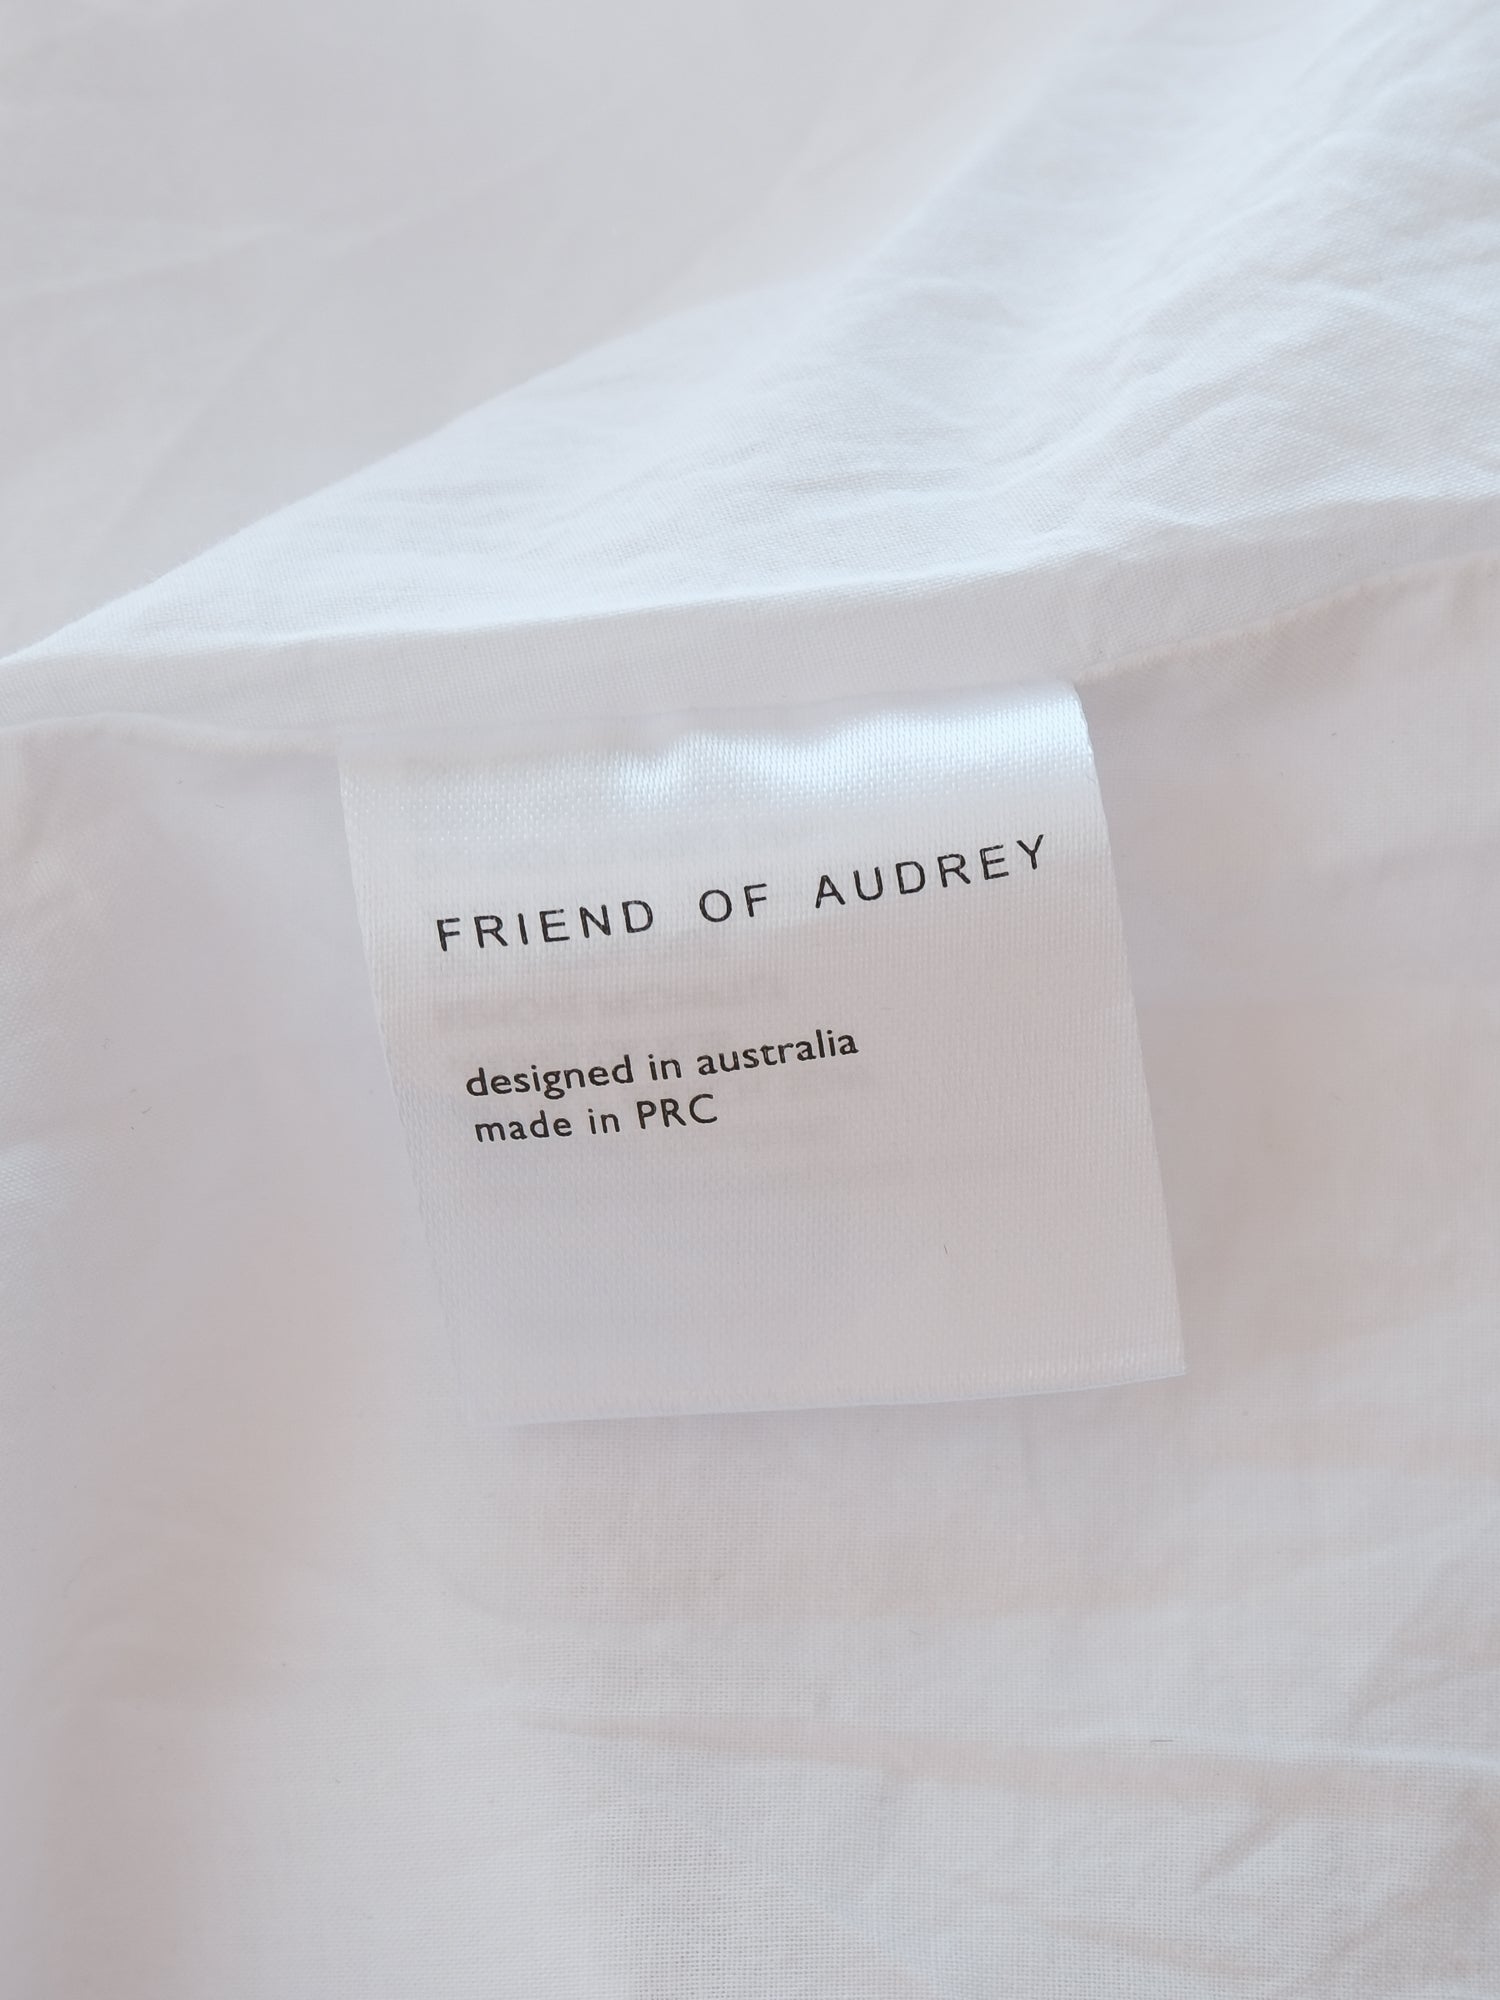 FRIEND OF AUDREY
designed in australia
made in PRC